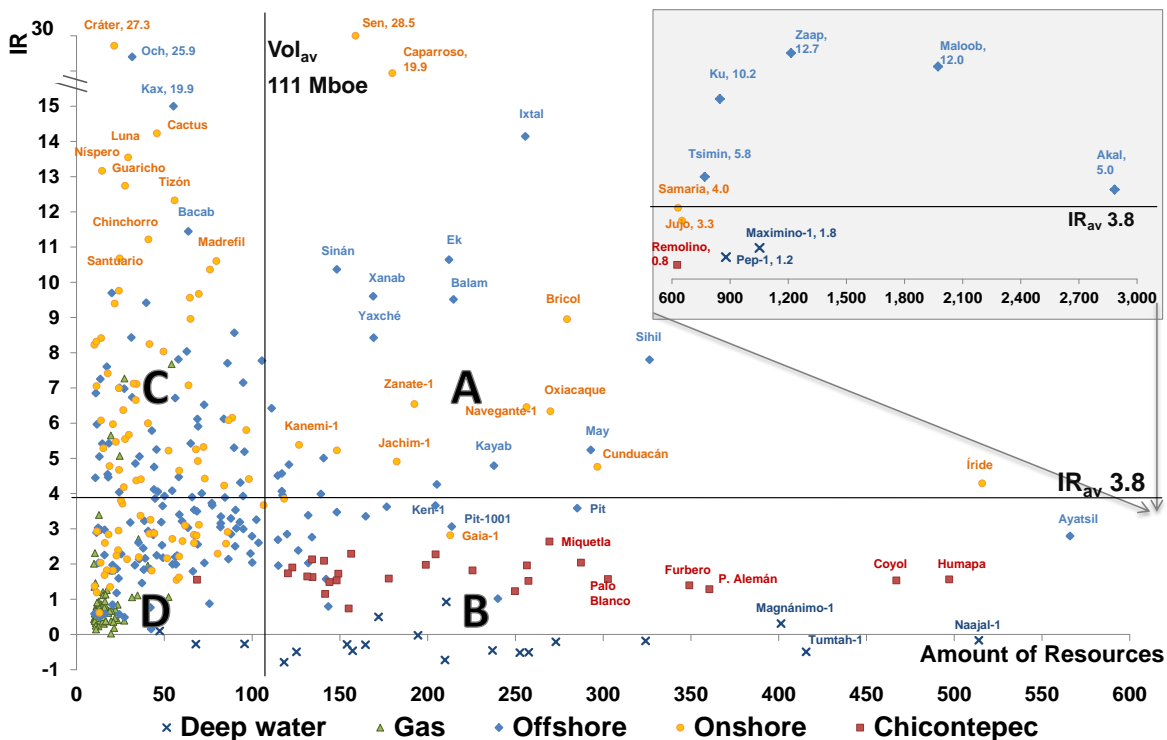 IR
30
15
14
13
12
11
10
9
8
7
6
5
4
3
2
1
0
-1
0
50
100
150
200
250
300
350
400
450
500
550
600
Vol av
111 Mboe
Cráter, 27.3
Och, 25.9
Kax, 19.9
Cactus
Luna
Níspero
Guaricho
Tizón
Bacab
Chinchorro
Madrefil
Santuario
Sen, 28.5
Caparroso,
19.9
Ixtal
Sinán
Ek
Xanab
Balam
Yaxché
Bricol
Sihil
Zanate-1
Navegante-1
Oxiacaque
Kanemi-1
Jachim-1
Kayab
May
Cunduacán
Íride
IR av 3.8
Ken-1
Pit-1001
Pit
Gaia-1
Ayatsil
Miquetla
Palo
Blanco
Furbero
P. Alemán
Coyol
Humapa
Magnánimo-1
Tumtah-1
Naajal-1
Amount of Resources
A
B
C
D
Zaap,
12.7
Maloob,
12.0
Ku, 10.2
Tsimin, 5.8
Akal,
5.0
Samaria, 4.0
Jujo, 3.3
IR av 3.8
Maximino-1, 1.8
Remolino,
0.8
Pep-1, 1.2
600
900
1,200
1,500
1,800
2,100
2,400
2,700
3,000
Deep water
Gas
Offshore
Onshore
Chicontepec